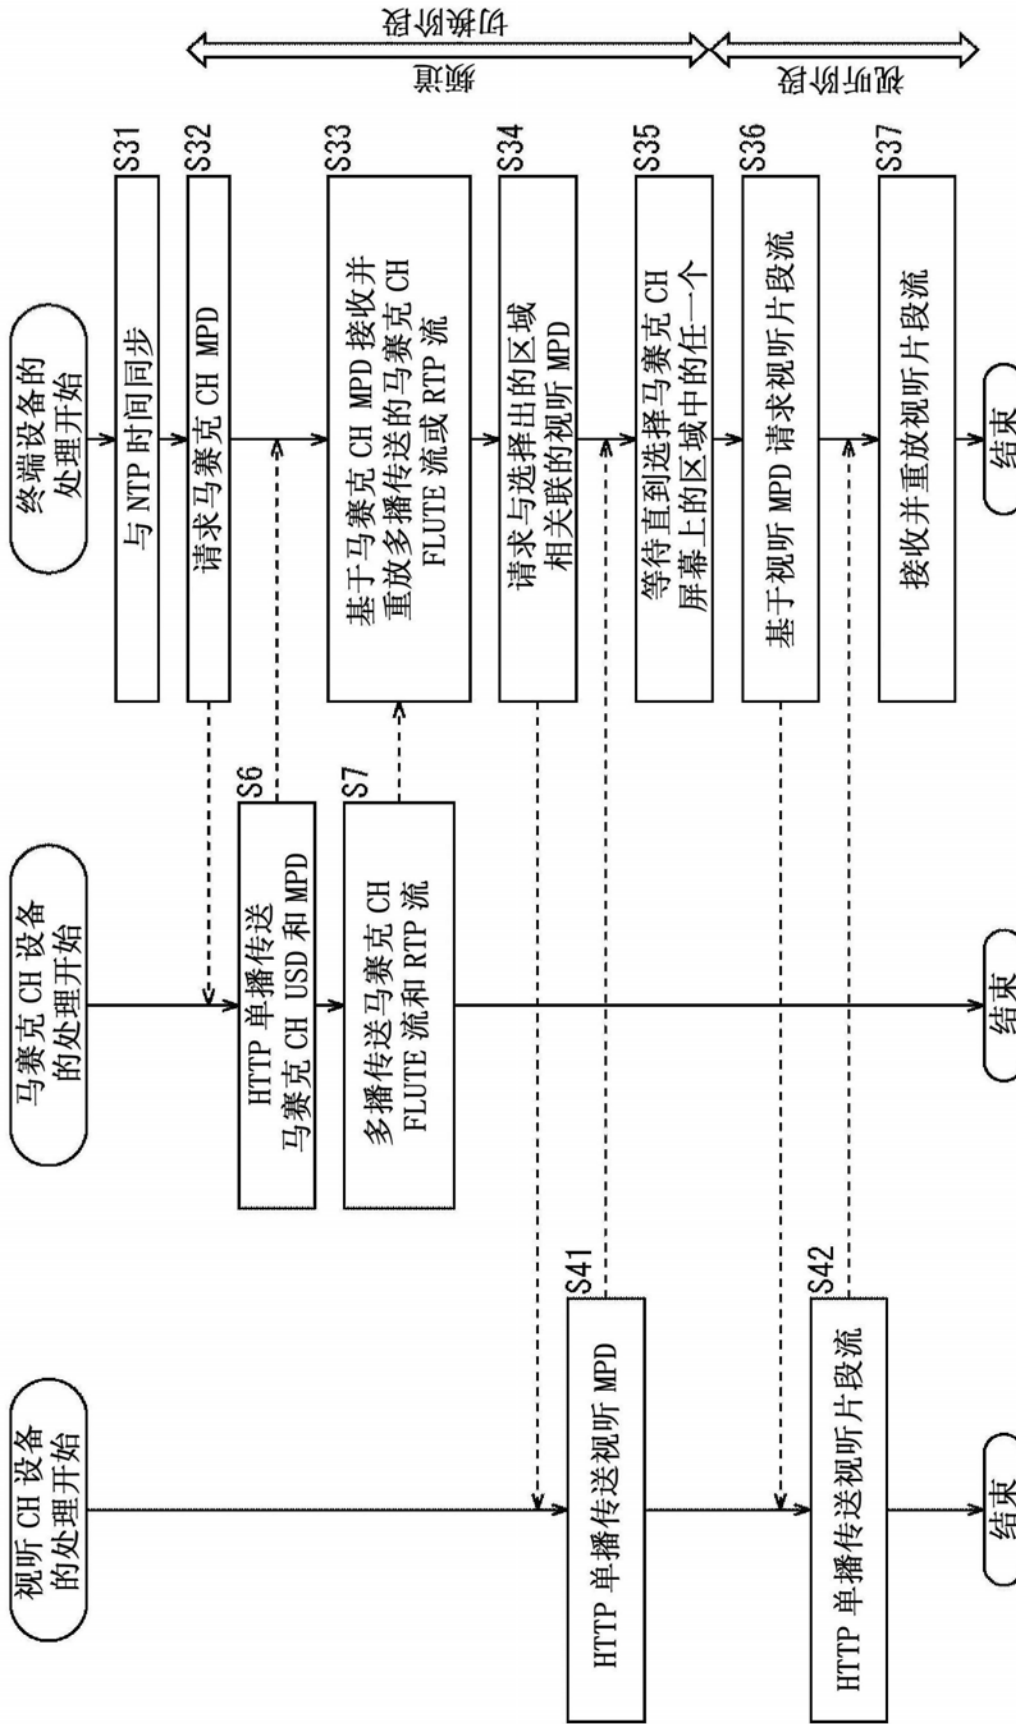 视听 CH 设备
的处理开始
马赛克 CH 设备
的处理开始
终端设备的
处理开始
S31
与 NTP 时间同步
S32
请求马赛克 CH MPD
S6
HTTP 单播传送
马赛克 CH USD 和 MPD
S7
多播传送马赛克 CH
FLUTE 流和 RTP 流
S33
基于马赛克 CH MPD 接收并
重放多播传送的马赛克 CH
FLUTE 流或 RTP 流
S34
请求与选择出的区域
相关联的视听 MPD
S41
HTTP 单播传送视听 MPD
S35
等待直到选择马赛克 CH
屏幕上的区域中的任一个
S36
基于视听 MPD 请求视听片段流
S42
HTTP 单播传送视听片段流
S37
接收并重放视听片段流
结束
结束
结束
频道
切换阶段
视听阶段